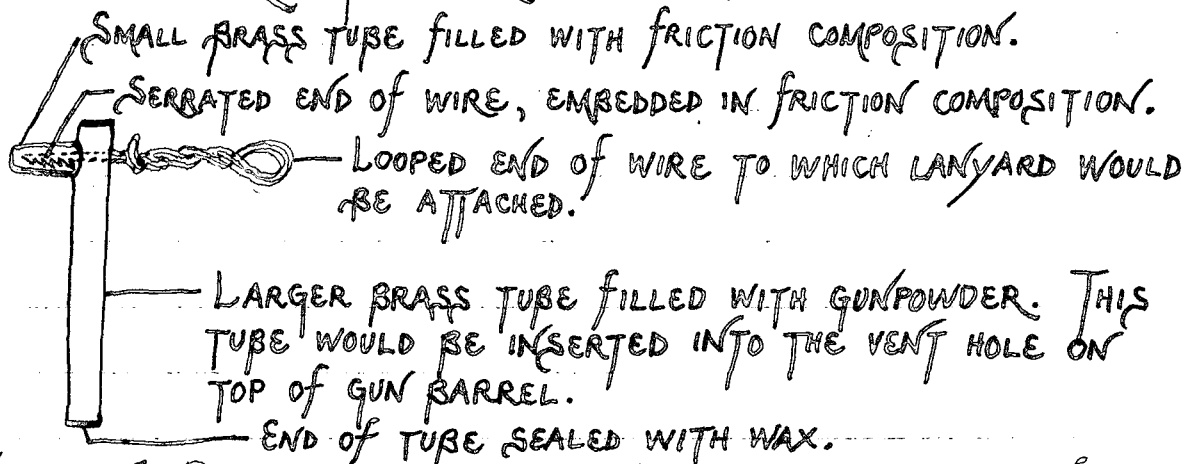 SMALL BRASS TUBE FILLED WITH FRICTION COMPOSITION.
SERRATED END OF WIRE, EMBEDDED IN FRICTION COMPOSITION.
LOOPED END OF WIRE TO WHICH LANYARD WOULD
BE ATTACHED.
LARGER BRASS TUBE FILLED WITH GUNPOWDER. THIS
TUBE WOULD BE INSERTED INTO THE VENT HOLE ON
TOP OF GUN BARREL.
END OF TUBE SEALED WITH WAX.